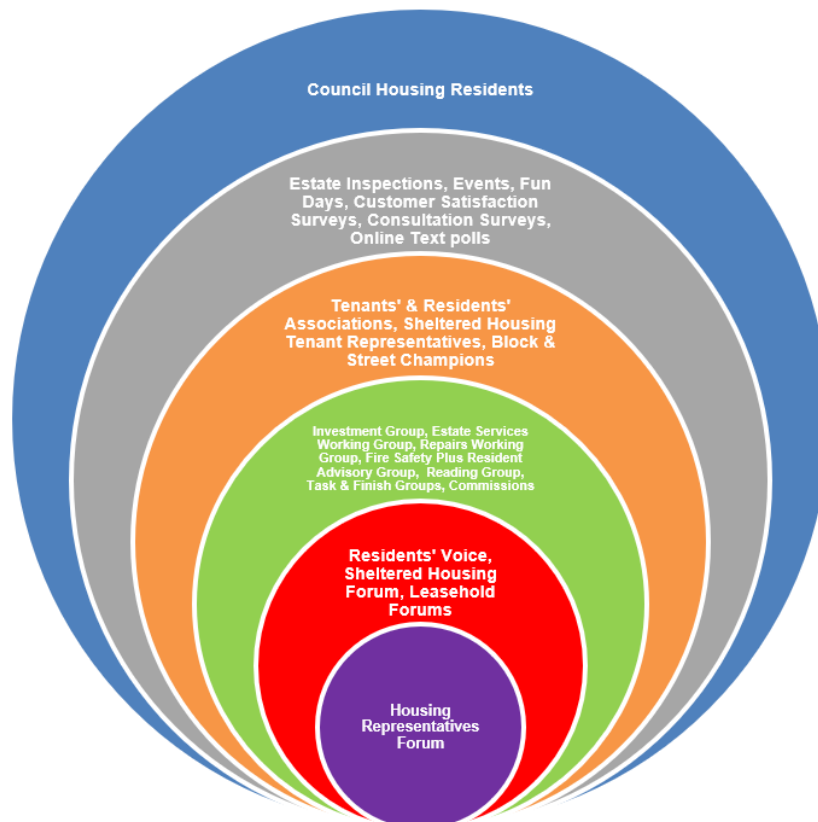 Council Housing Residents
Estate Inspections, Events, Fun
Days, Customer Satisfaction
Surveys, Consultation Surveys,
Online Text polls
Tenants' & Residents'
Associations, Sheltered Housing
Tenant Representatives, Block &
Street Champions
Investment Group, Estate Services
Working Group, Repairs Working
Group, Fire Safety Plus Resident
Advisory Group, Reading Group,
Task & Finish Groups, Commissions
Residents' Voice,
Sheltered Housing
Forum, Leasehold
Forums
Housing
Representatives
Forum